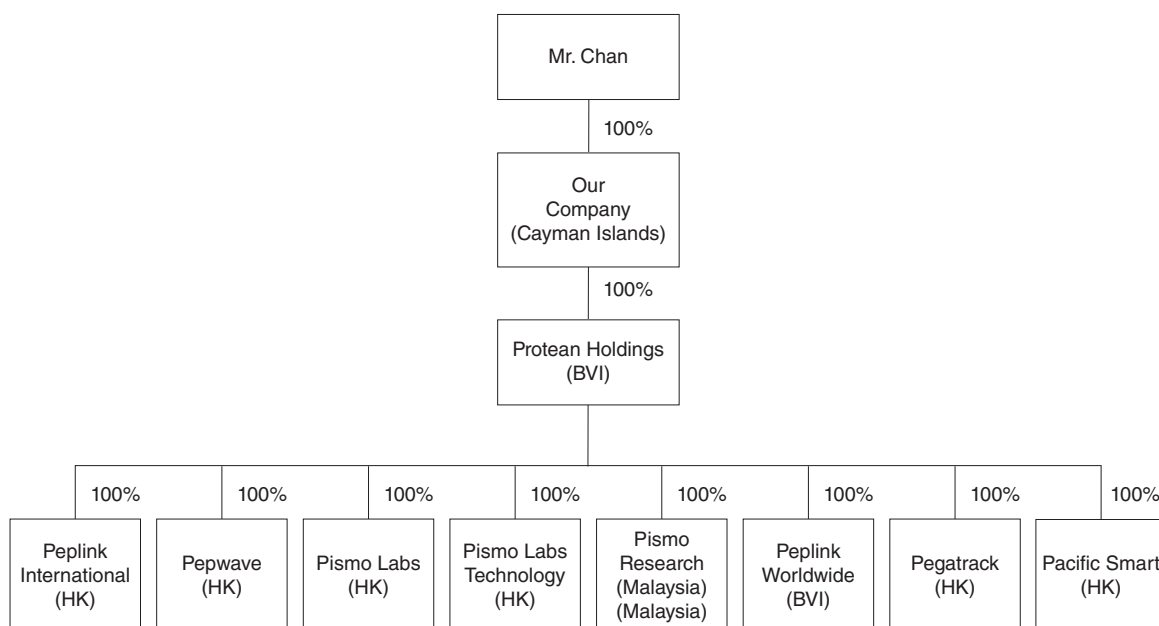 Mr. Chan
100%
Our
Company
(Cayman Islands)
100%
Protean Holdings
(BVI)
100%
100%
100%
100%
100%
100%
100%
100%
Peplink
International
(HK)
Pepwave
(HK)
Pismo Labs
(HK)
Pismo Labs
Technology
(HK)
Pismo
Research
(Malaysia)
(Malaysia)
Peplink
Worldwide
(BVI)
Pegatrack
(HK)
Pacific Smart
(HK)